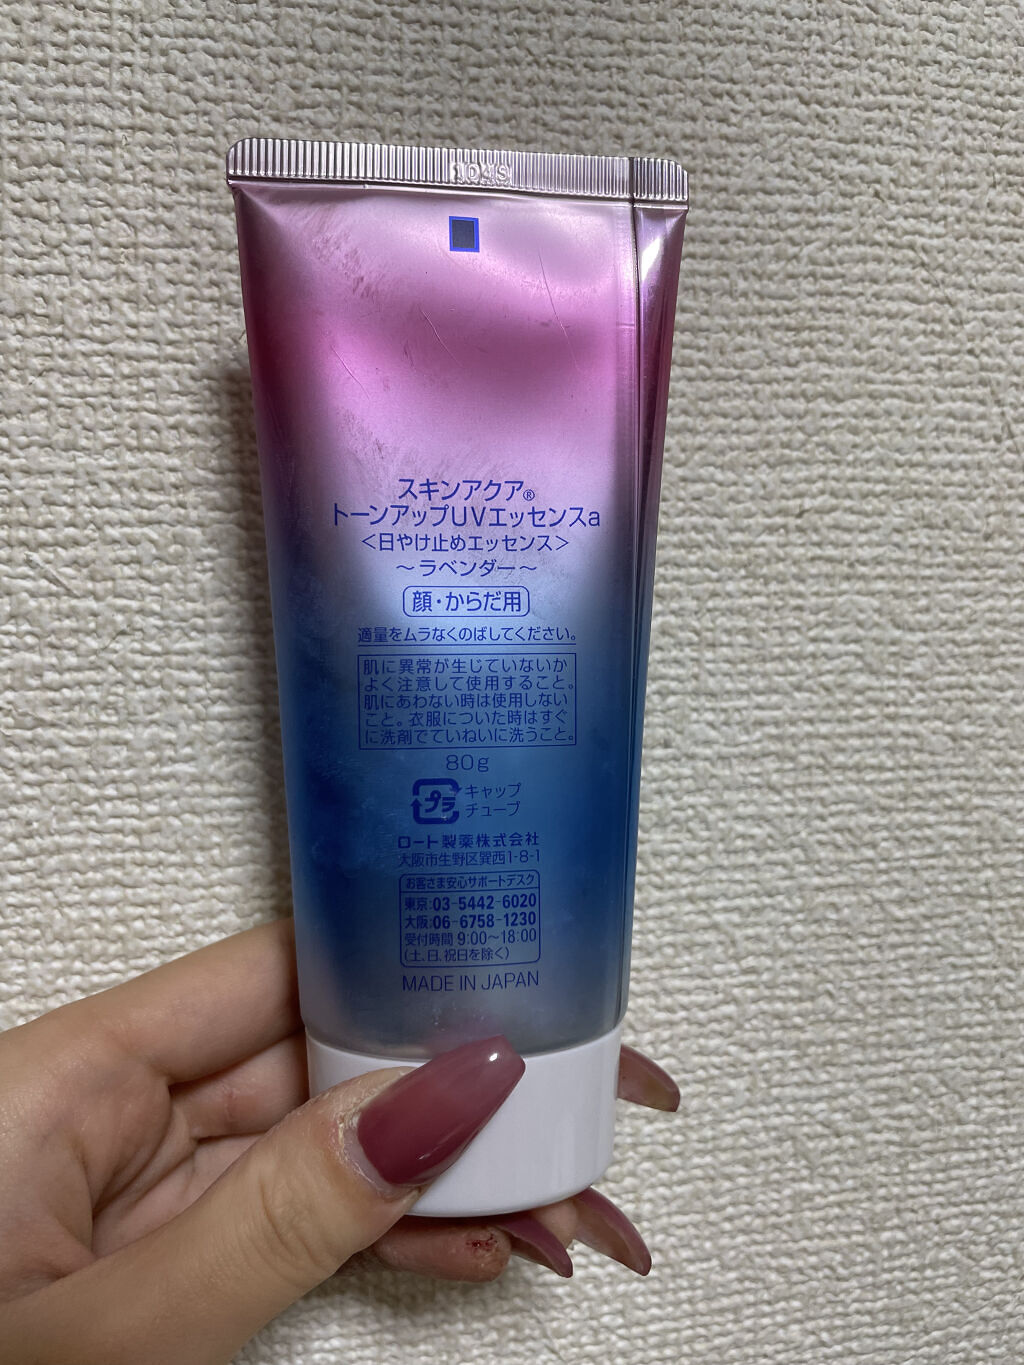 104S
スキンアクア®
トーンアップUVエッセンスa
＜日やけ止めエッセンス＞
～ラベンダー～
顔・からだ用
適量をムラなくのばしてください。
肌に異常が生じていないか
よく注意して使用すること。
肌にあわない時は使用しない
こと。衣服についた時はすぐ
に洗剤でていねいに洗うこと。
80g
プラ
キャップ
チューブ
ロート製薬株式会社
大阪市生野区巽西1-8-1
お客さま安心サポートデスク
東京:03-5442-6020
大阪:06-6758-1230
受付時間 9:00～18:00
(土、日、祝日を除く)
MADE IN JAPAN